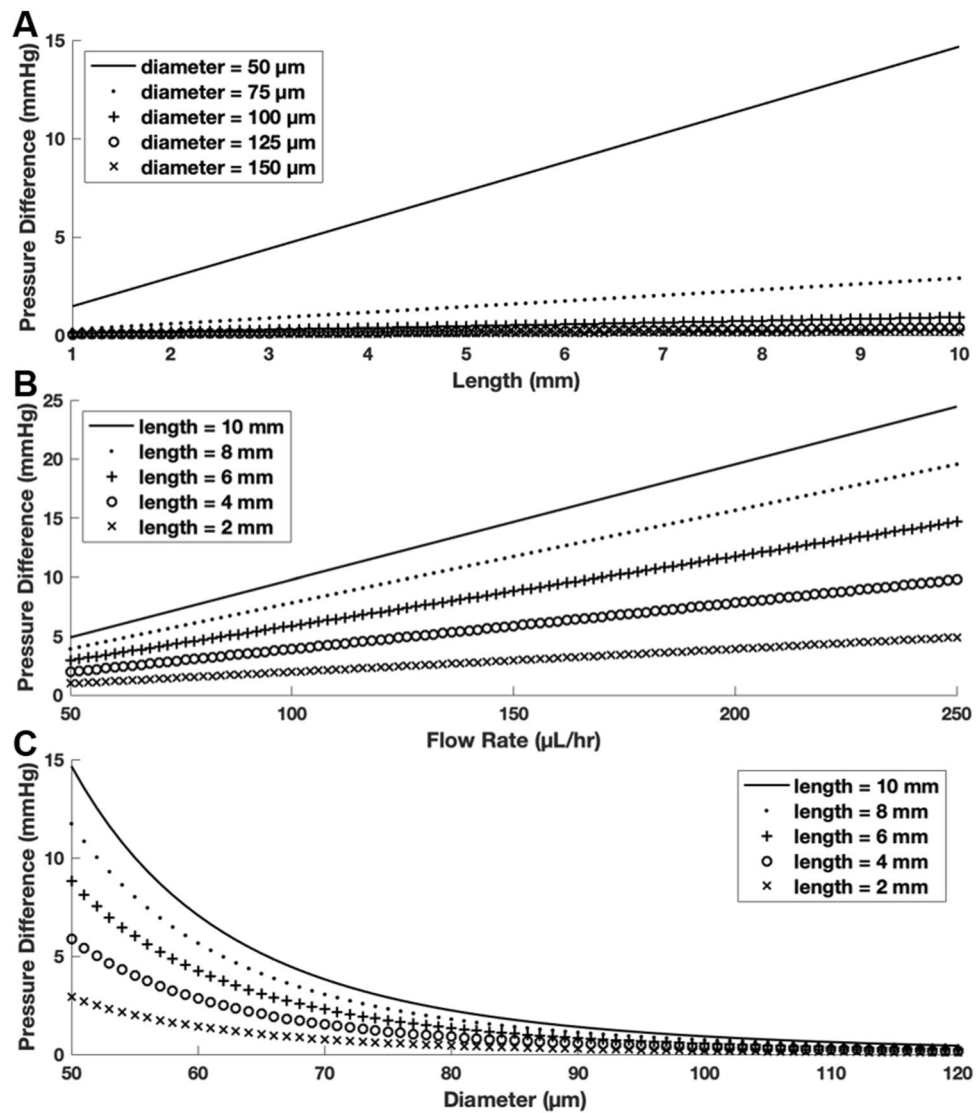 A
Pressure Difference (mmHg)
15
10
5
0
diameter = 50 µm
diameter = 75 µm
diameter = 100 µm
diameter = 125 µm
diameter = 150 µm
1 2 3 4 5 6 7 8 9 10
Length (mm)
B
Pressure Difference (mmHg)
25
20
15
10
5
0
length = 10 mm
length = 8 mm
length = 6 mm
length = 4 mm
length = 2 mm
50 100 150 200 250
Flow Rate (µL/hr)
C
Pressure Difference (mmHg)
15
10
5
0
length = 10 mm
length = 8 mm
length = 6 mm
length = 4 mm
length = 2 mm
50 60 70 80 90 100 110 120
Diameter (µm)